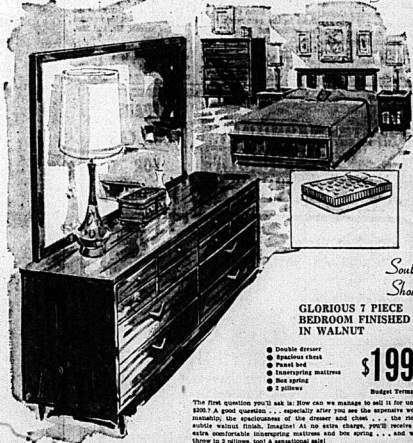 GLORIOUS 7 PIECE
BEDROOM FINISHED
IN WALNUT
● Double dresser
● Spacious chest
● Panel bed
● Innerspring mattress
● Box spring
● 2 pillows
$199
Budget Terms
The first question you'll ask is: How can we manage to sell it for un
$200.? A good question . . . especially after you see the expensive wo
manship, the spaciousness of the dresser and chest . . . the ric
subtle walnut finish. Imagine! At no extra charge, you'll receive
extra comfortable innerspring mattress and box spring . . . and w
throw in 2 pillows, too! A sensational sale!